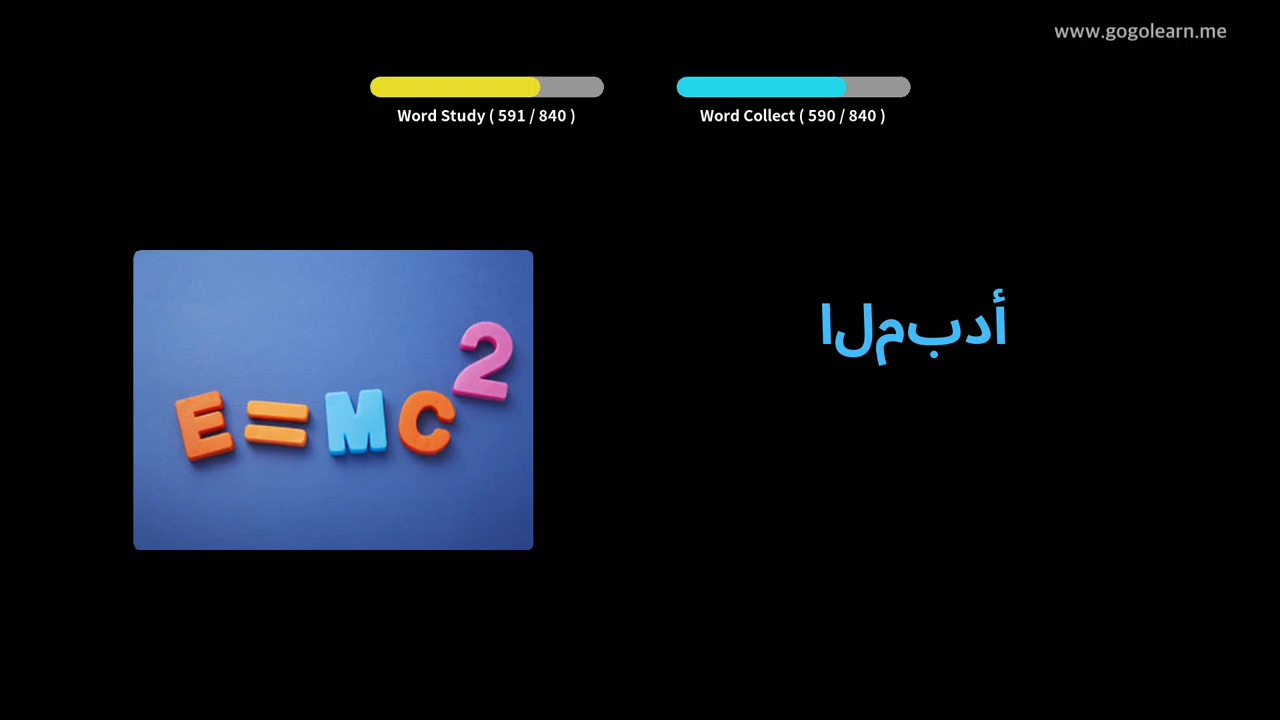 www.gogolearn.me
Word Study ( 591 / 840 )
Word Collect ( 590 / 840 )
المبدأ
E=MC²